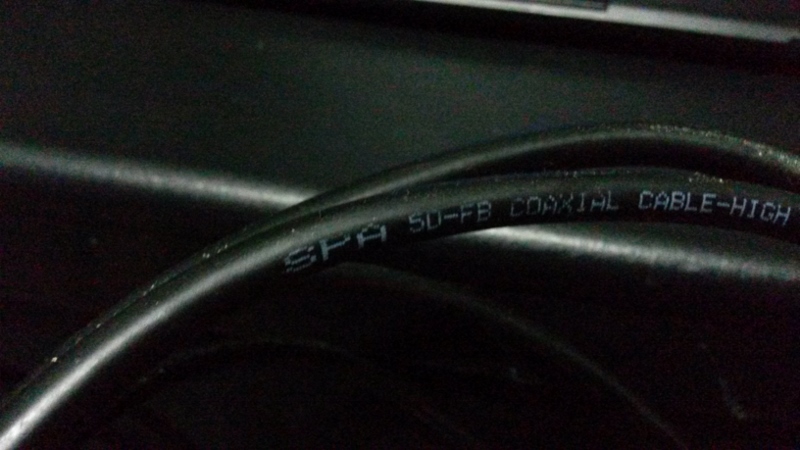 SPA 5D-FB COAXIAL CABLE-HIGH